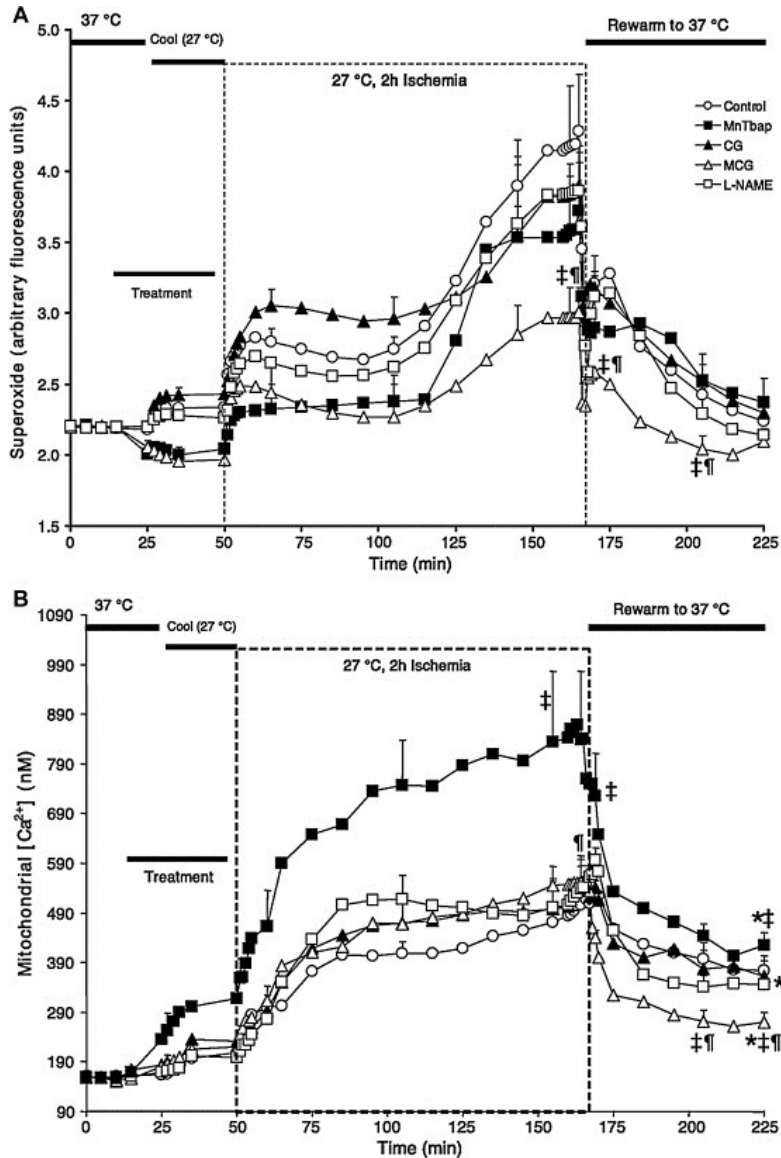 A
37 °C
Cool (27 °C)
Rewarm to 37 °C
27 °C, 2h Ischemia
Control
MnTbap
CG
MCG
L-NAME
Treatment
‡¶
‡¶
‡¶
Superoxide (arbitrary fluorescence units)
5.0
4.5
4.0
3.5
3.0
2.5
2.0
1.5
0 25 50 75 100 125 150 175 200 225
Time (min)
B
37 °C
Cool (27 °C)
Rewarm to 37 °C
27 °C, 2h Ischemia
‡
‡
¶
Treatment
*‡
*
‡¶
*‡¶
Mitochondrial [Ca2+] (nM)
1090
990
890
790
690
590
490
390
290
190
90
0 25 50 75 100 125 150 175 200 225
Time (min)